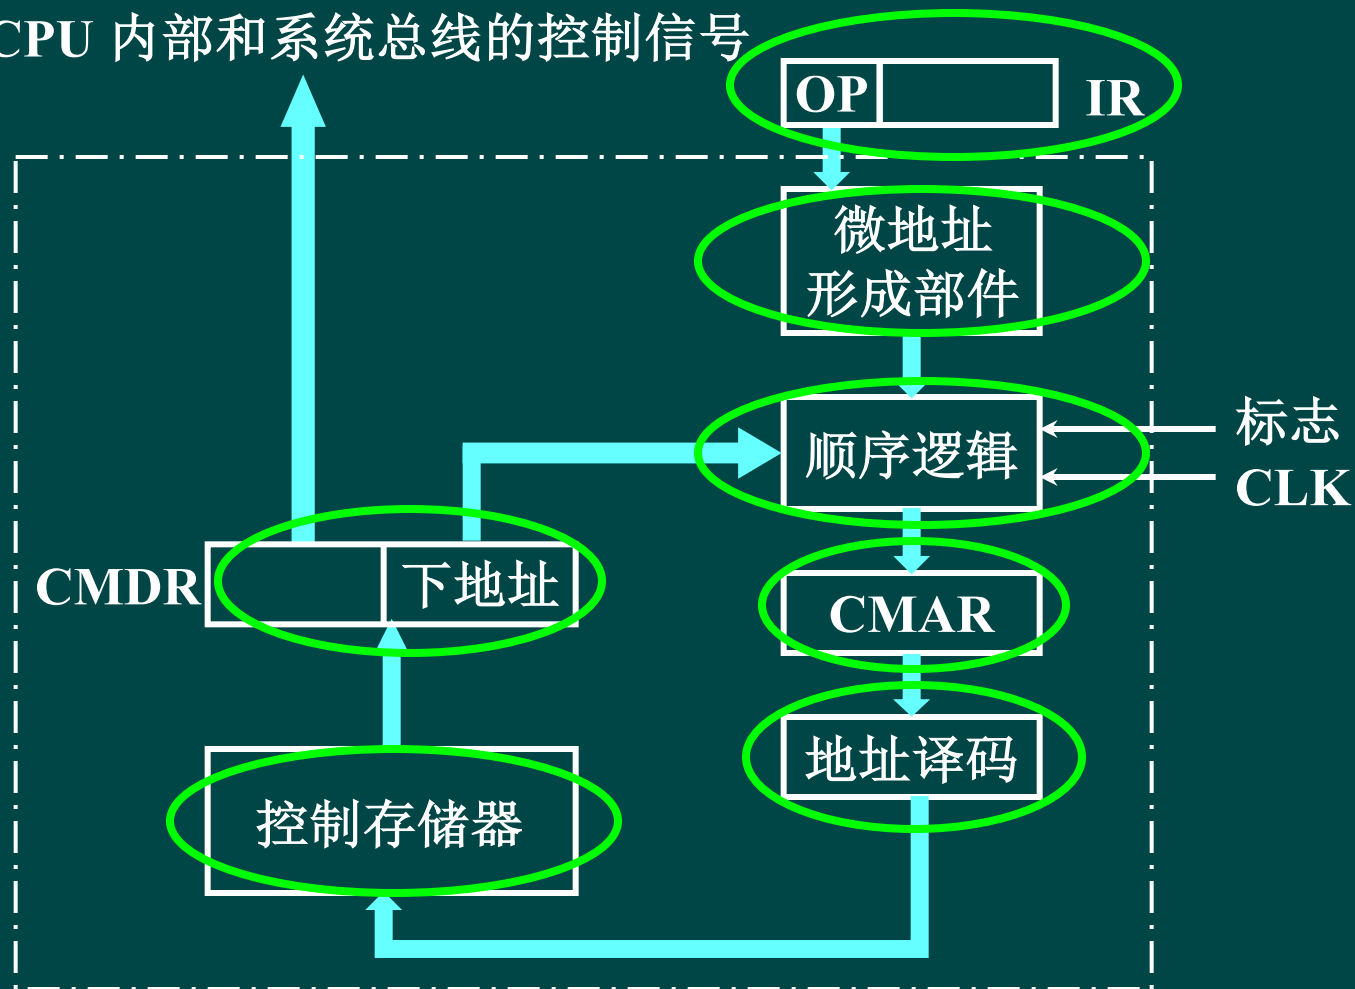 CPU 内部和系统总线的控制信号
OP
IR
微地址
形成部件
顺序逻辑
标志
CLK
CMDR
下地址
CMAR
地址译码
控制存储器